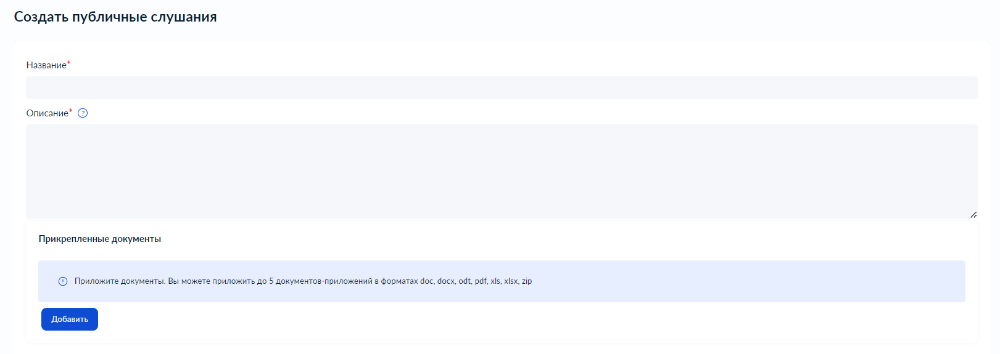 Создать публичные слушания
Название*
Описание* ?
Прикрепленные документы
Приложите документы. Вы можете приложить до 5 документов-приложений в форматах doc, docx, odt, pdf, xls, xlsx, zip
Добавить